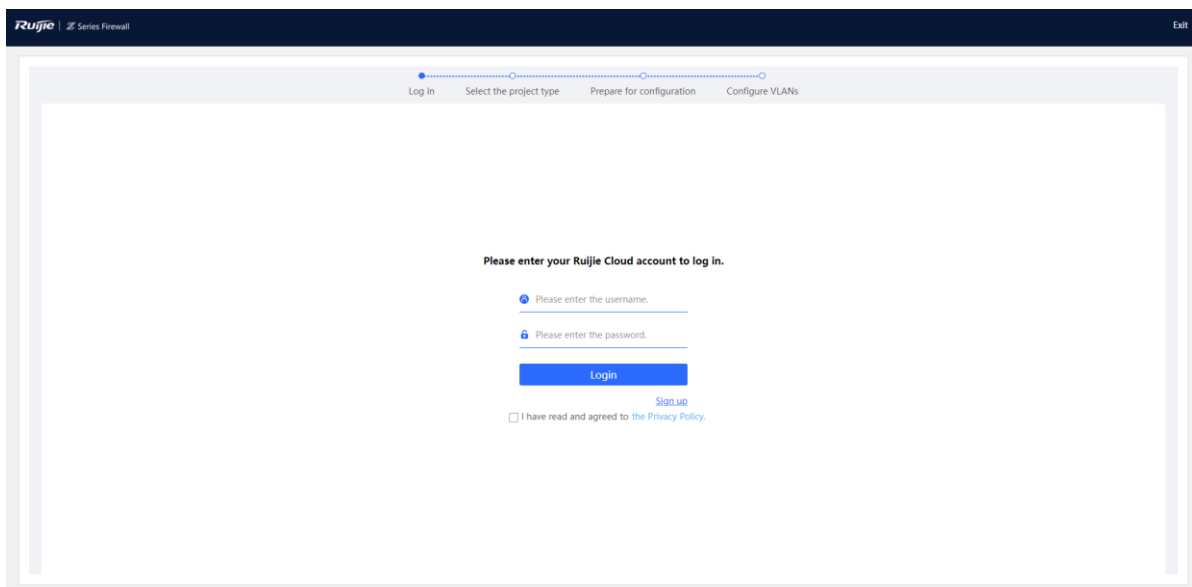 Ruijie | Z Series Firewall
Exit
Log in Select the project type Prepare for configuration Configure VLANs
Please enter your Ruijie Cloud account to log in.
Please enter the username.
Please enter the password.
Login
Sign up
I have read and agreed to the Privacy Policy.